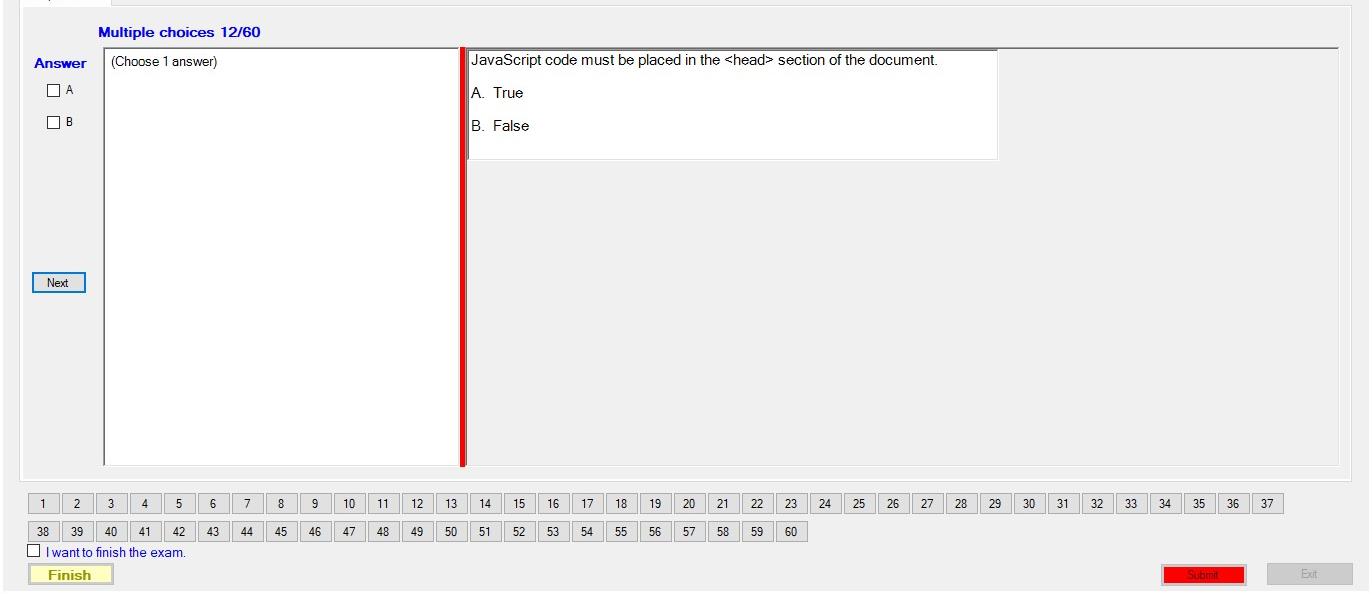 Multiple choices 12/60
Answer
(Choose 1 answer)
A
B
JavaScript code must be placed in the <head> section of the document.
A. True
B. False
Next
1 2 3 4 5 6 7 8 9 10 11 12 13 14 15 16 17 18 19 20 21 22 23 24 25 26 27 28 29 30 31 32 33 34 35 36 37
38 39 40 41 42 43 44 45 46 47 48 49 50 51 52 53 54 55 56 57 58 59 60
I want to finish the exam.
Finish
Submit
Exit